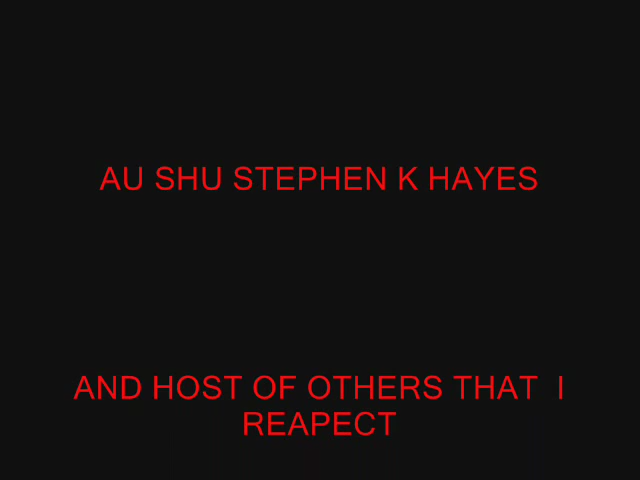 AU SHU STEPHEN K HAYES
AND HOST OF OTHERS THAT  I
REAPECT